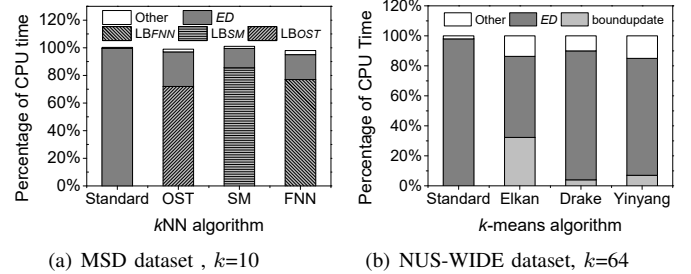 Other ED
LBFNN LBSM LBOST
Percentage of CPU Time
120%
100%
80%
60%
40%
20%
0%
Standard OST SM FNN
kNN algorithm
(a) MSD dataset , k=10
Other ED boundupdate
Percentage of CPU Time
120%
100%
80%
60%
40%
20%
0%
Standard Elkan Drake Yinyang
k-means algorithm
(b) NUS-WIDE dataset, k=64